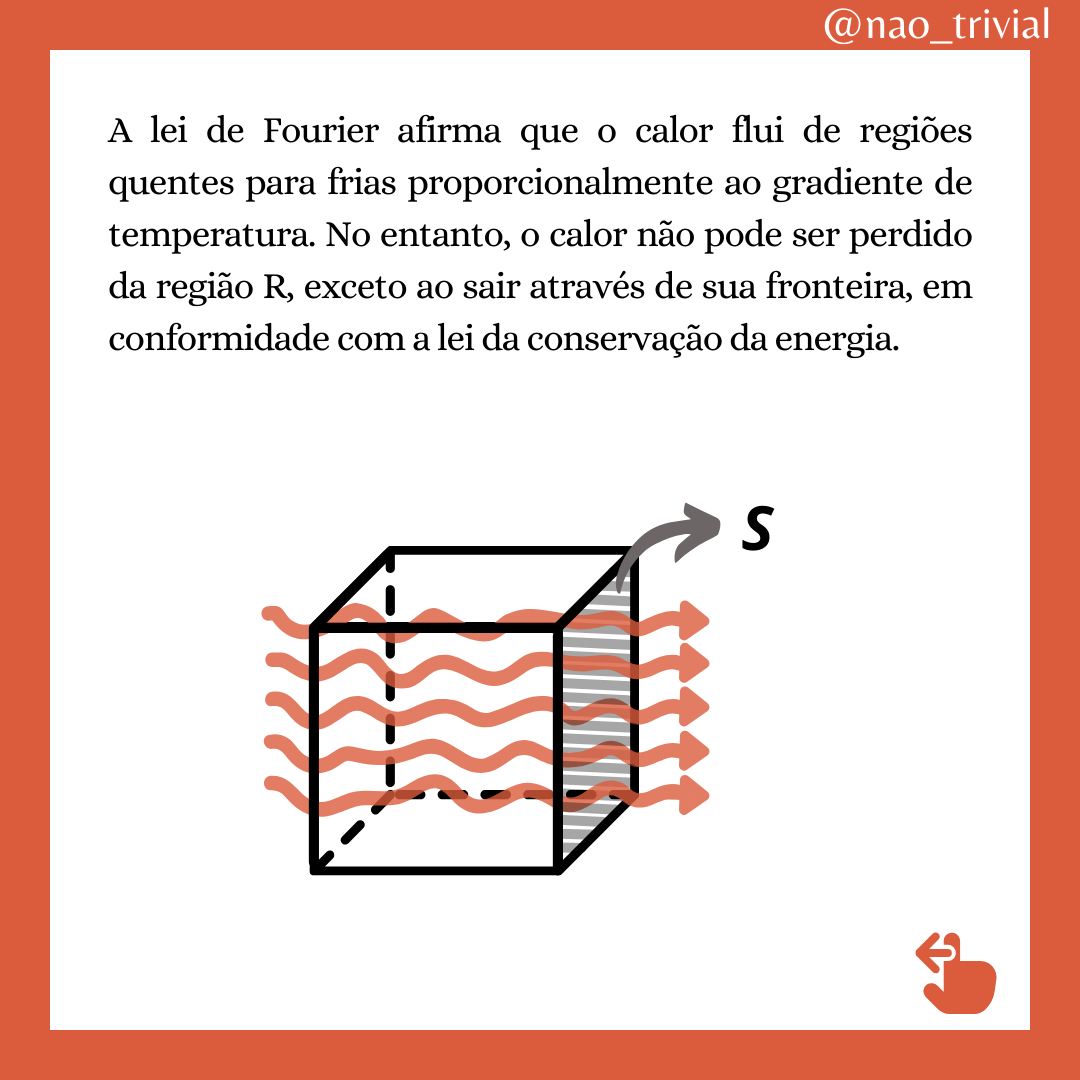 @nao_trivial
A lei de Fourier afirma que o calor flui de regiões
quentes para frias proporcionalmente ao gradiente de
temperatura. No entanto, o calor não pode ser perdido
da região R, exceto ao sair através de sua fronteira, em
conformidade com a lei da conservação da energia.
S